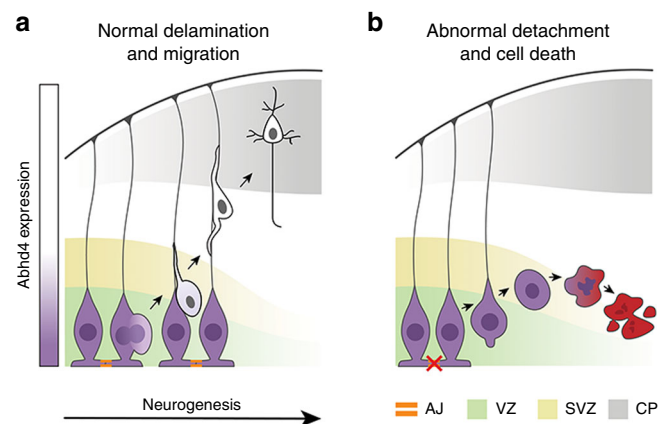 a
Normal delamination
and migration
Abhd4 expression
Neurogenesis
b
Abnormal detachment
and cell death
AJ
VZ
SVZ
CP